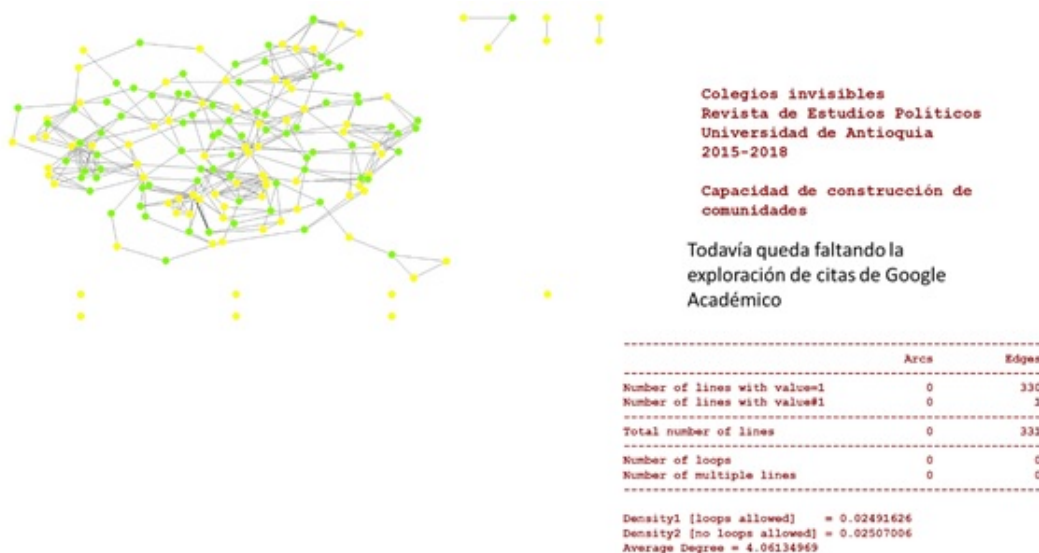 Colegios invisibles
Revista de Estudios Políticos
Universidad de Antioquia
2015-2018
Capacidad de construcción de
comunidades
Todavía queda faltando la
exploración de citas de Google
Académico
Arcs Edges
Number of lines with value=1 0 330
Number of lines with value#1 0 1
Total number of lines 0 331
Number of loops 0 0
Number of multiple lines 0 0
Density1 [loops allowed] = 0.02491626
Density2 [no loops allowed] = 0.02507006
Average Degree = 4.06134969